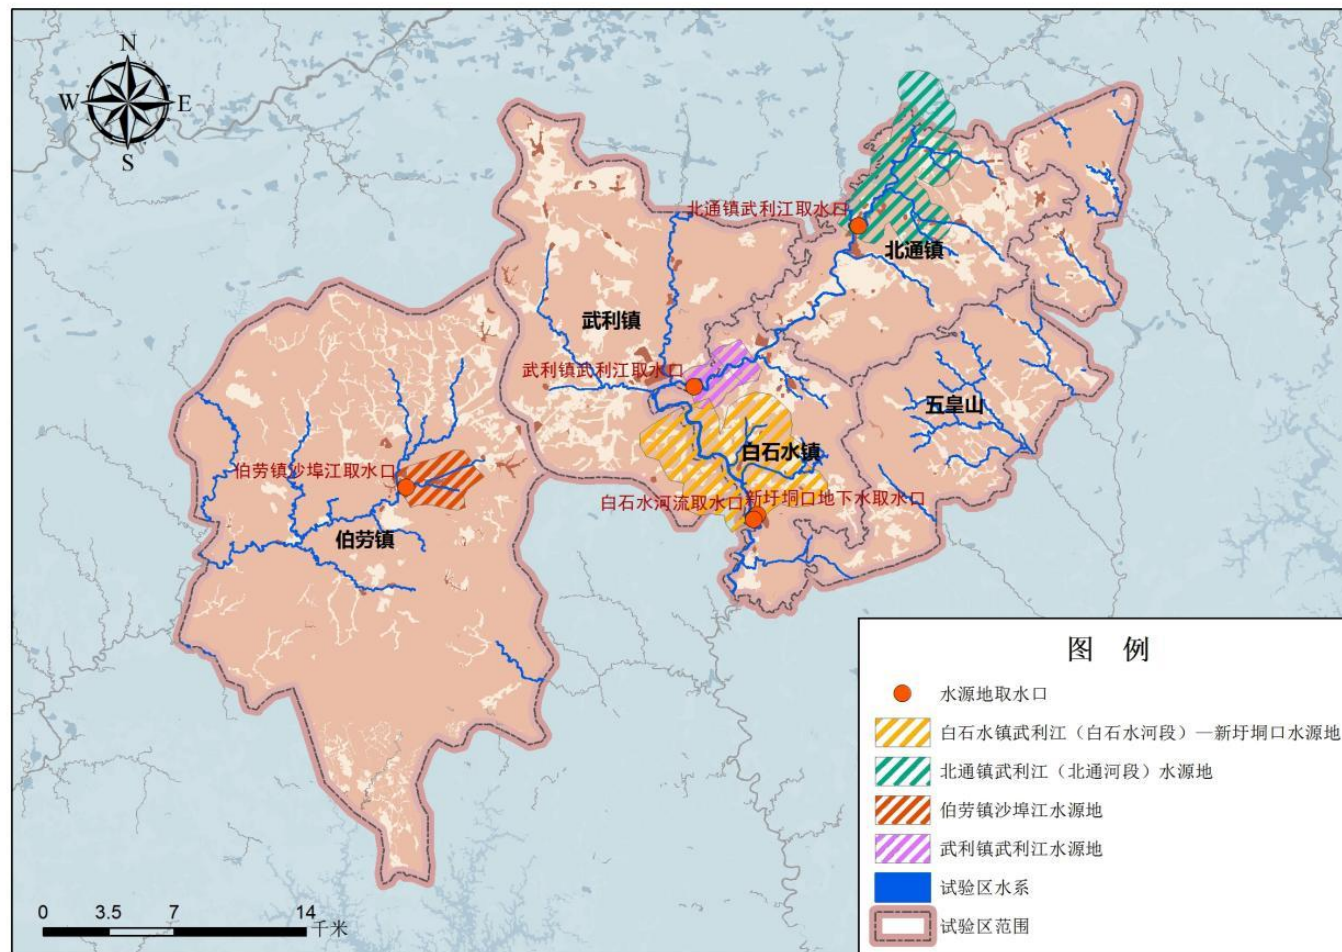 N
W
E
S
北通镇武利江取水口
北通镇
武利镇
武利镇武利江取水口
五皇山
白石水镇
伯劳镇沙埠江取水口
白石水河流取水口
新圩垌口地下水取水口
伯劳镇
图 例
水源地取水口
白石水镇武利江（白石水河段）—新圩垌口水源地
北通镇武利江（北通河段）水源地
伯劳镇沙埠江水源地
武利镇武利江水源地
试验区水系
试验区范围
0 3.5 7 14
千米